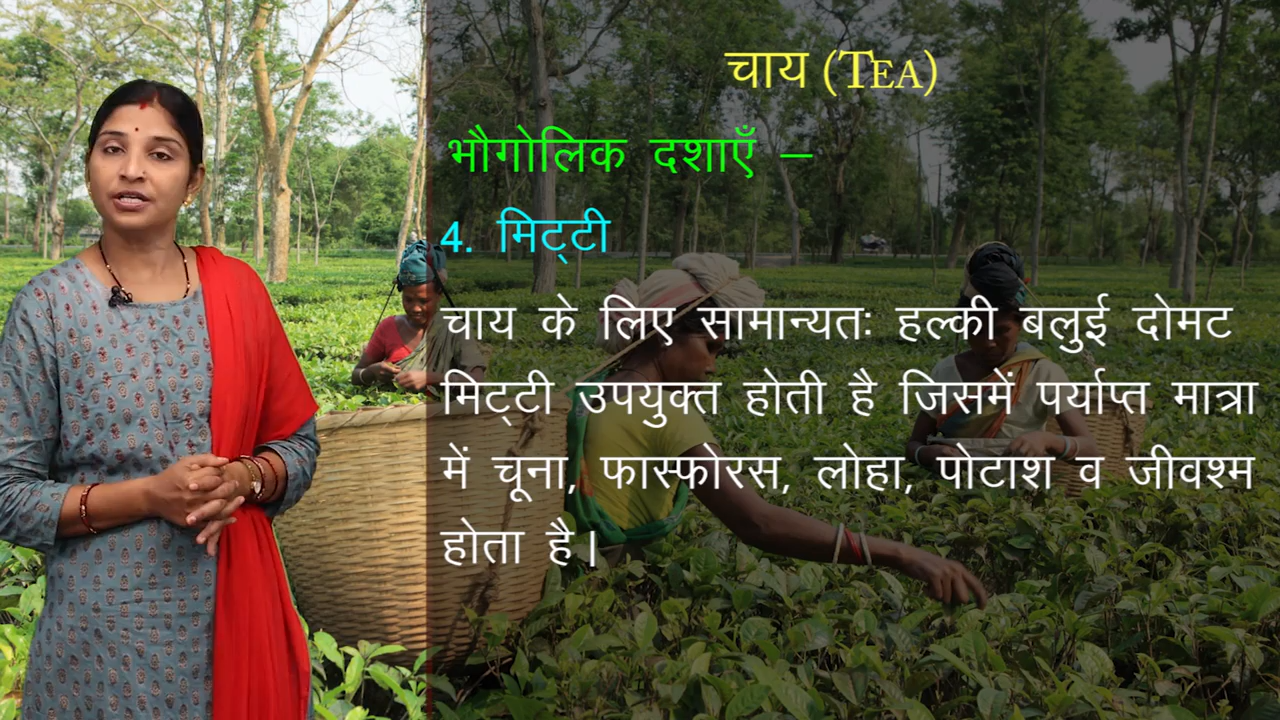 चाय (TEA)
भौगोलिक दशाएँ –
4. मिट्‌टी
चाय के लिए सामान्यतः हल्की बलुई दोमट
मिट्‌टी उपयुक्त होती है जिसमें पर्याप्त मात्रा
में चूना, फास्फोरस, लोहा, पोटाश व जीवश्म
होता है।